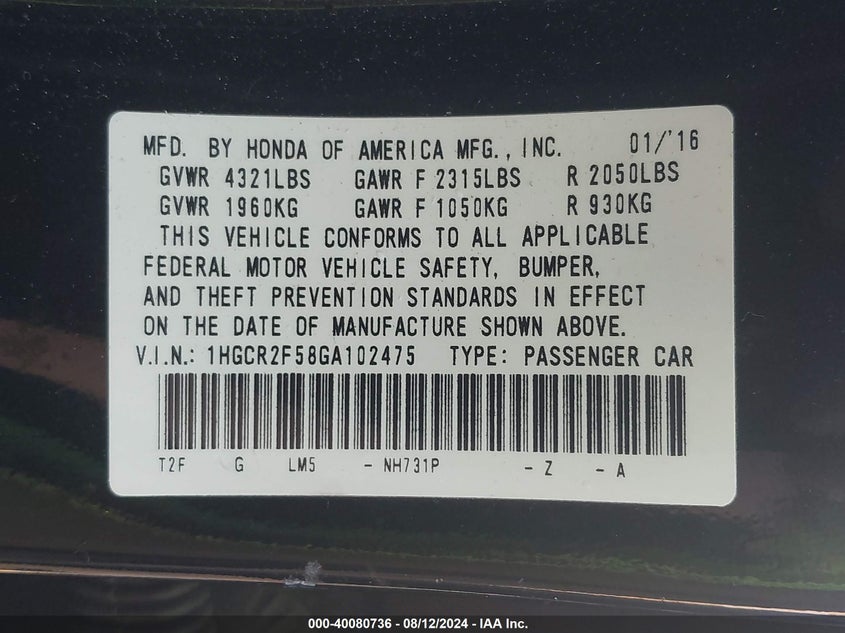 MFD. BY HONDA OF AMERICA MFG., INC. 01/'16
GVWR 4321LBS GAWR F 2315LBS R 2050LBS
GVWR 1960KG GAWR F 1050KG R 930KG
THIS VEHICLE CONFORMS TO ALL APPLICABLE
FEDERAL MOTOR VEHICLE SAFETY, BUMPER,
AND THEFT PREVENTION STANDARDS IN EFFECT
ON THE DATE OF MANUFACTURE SHOWN ABOVE.
V.I.N.: 1HGCR2F58GA102475 TYPE: PASSENGER CAR
T2F G LM5 - NH731P - Z - A
000-40080736 - 08/12/2024 - IAA Inc.